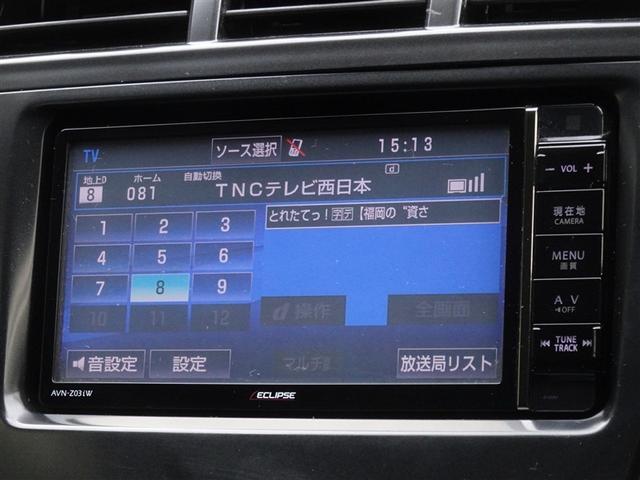 TV ソース選択 15:13
地上D ホーム 自動切換 d
8 081 TNCテレビ西日本
とれたてっ!字デ【福岡の“資さ
1 2 3
4 5 6
7 8 9
10 11 12
d 操作 全画面
音設定 設定 マルチ 放送局リスト
AVN-Z03iW ECLIPSE
− VOL +
現在地
CAMERA
MENU
画質
A V
OFF
TUNE
TRACK